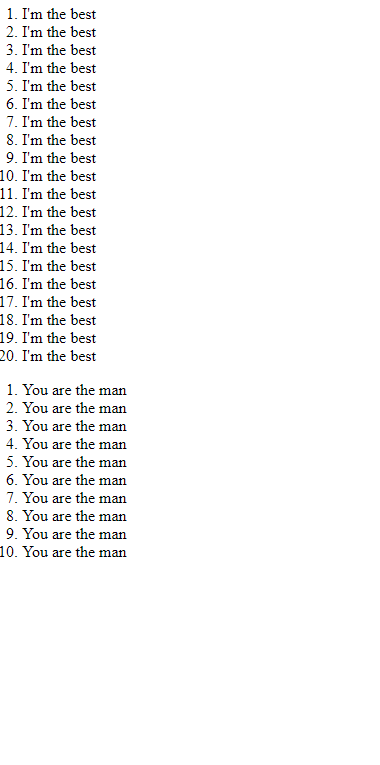 1. I'm the best
2. I'm the best
3. I'm the best
4. I'm the best
5. I'm the best
6. I'm the best
7. I'm the best
8. I'm the best
9. I'm the best
10. I'm the best
11. I'm the best
12. I'm the best
13. I'm the best
14. I'm the best
15. I'm the best
16. I'm the best
17. I'm the best
18. I'm the best
19. I'm the best
20. I'm the best
1. You are the man
2. You are the man
3. You are the man
4. You are the man
5. You are the man
6. You are the man
7. You are the man
8. You are the man
9. You are the man
10. You are the man